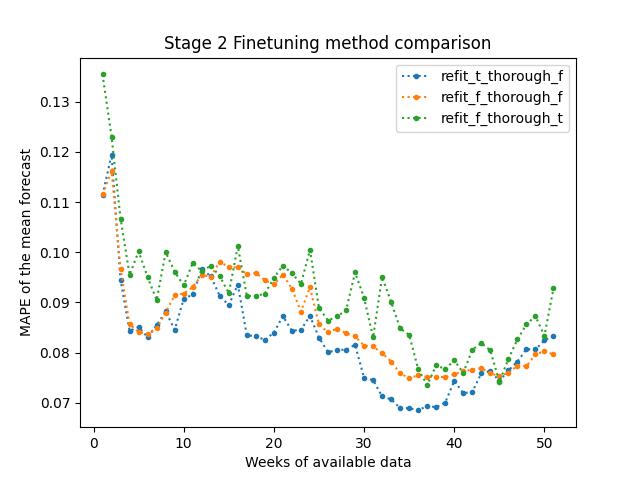 Stage 2 Finetuning method comparison
refit_t_thorough_f
refit_f_thorough_f
refit_f_thorough_t
MAPE of the mean forecast
0.13
0.12
0.11
0.10
0.09
0.08
0.07
0 10 20 30 40 50
Weeks of available data